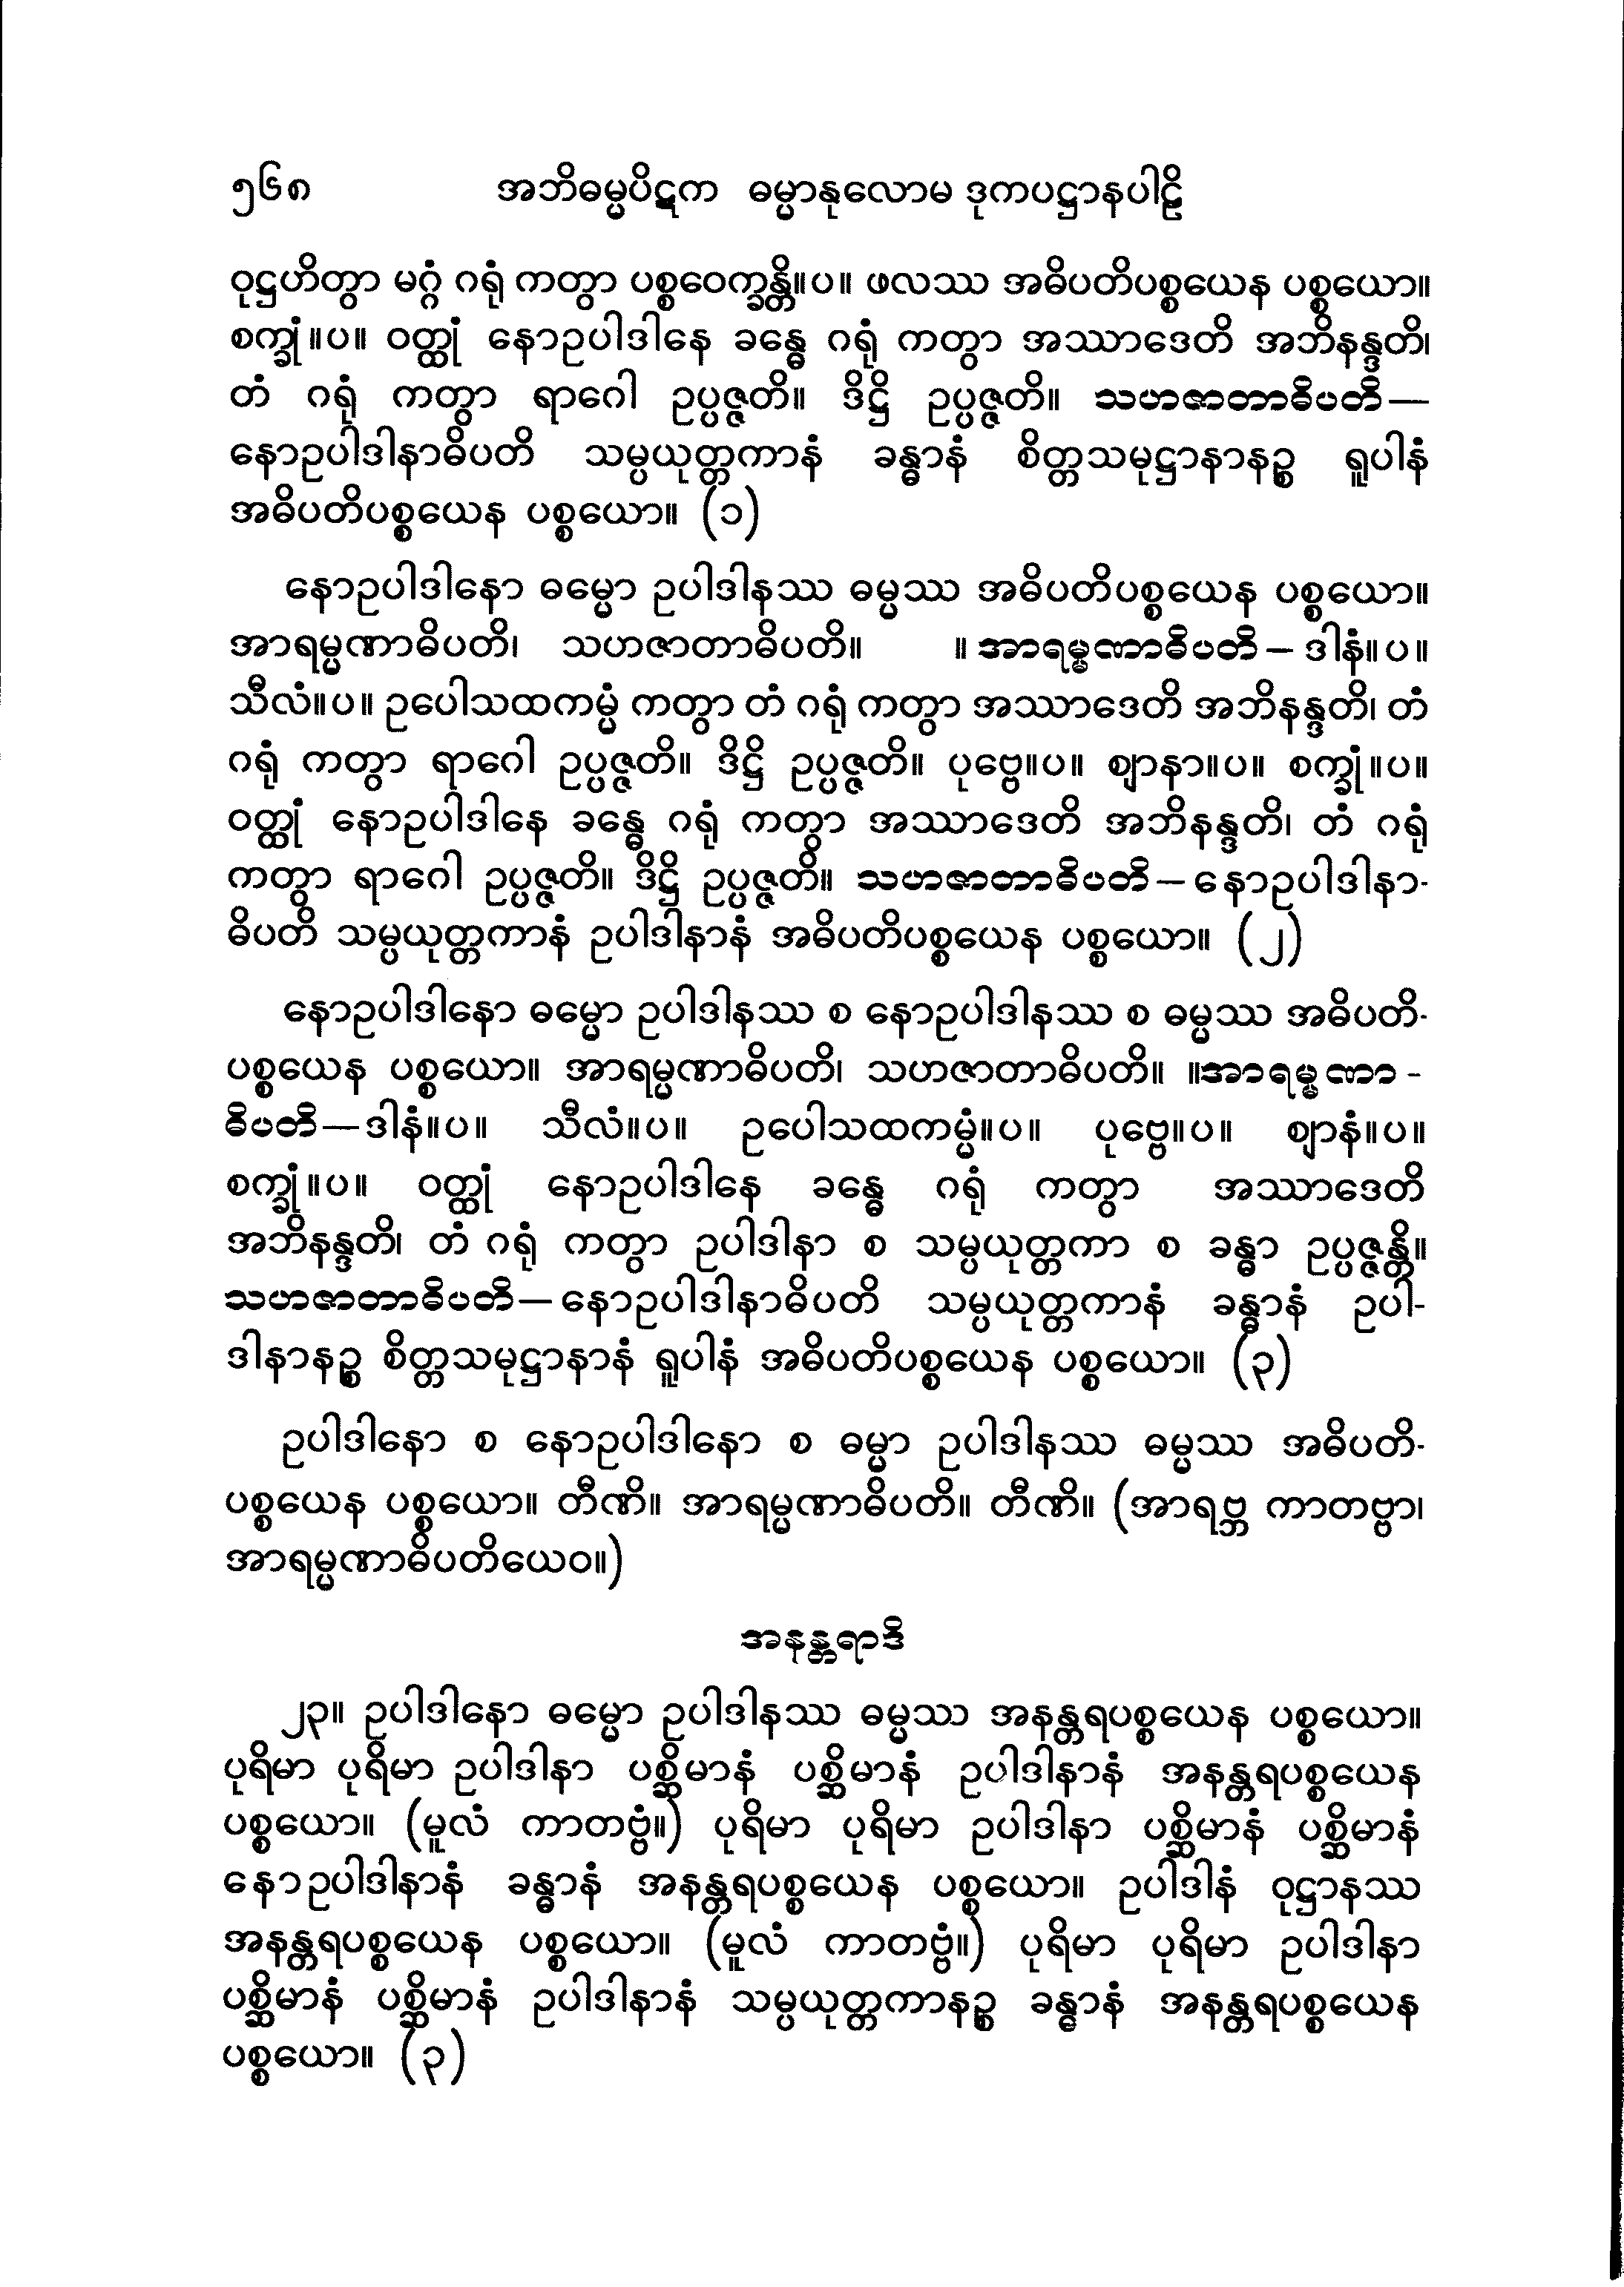 ၅၆၈ အဘိဓမ္မပိဋက ဓမ္မာနုလောမ ဒုကပဋ္ဌာနပါဠိ
ဝုဋ္ဌဟိတွာ မဂ္ဂံ ဂရုံ ကတွာ ပစ္စဝေက္ခန္တိ။ပ။ ဖလဿ အဓိပတိပစ္စယေန ပစ္စယော။
စက္ခုံ။ပ။ ဝတ္ထုံ နောဥပါဒါနေ ခန္ဓေ ဂရုံ ကတွာ အဿာဒေတိ အဘိနန္ဒတိ၊
တံ ဂရုံ ကတွာ ရာဂေါ ဥပ္ပဇ္ဇတိ။ ဒိဋ္ဌိ ဥပ္ပဇ္ဇတိ။ သဟဇာတာဓိပတိ—
နောဥပါဒါနာဓိပတိ သမ္ပယုတ္တကာနံ ခန္ဓာနံ စိတ္တသမုဋ္ဌာနာနဉ္စ ရူပါနံ
အဓိပတိပစ္စယေန ပစ္စယော။ (၁)
နောဥပါဒါနော ဓမ္မော ဥပါဒါနဿ ဓမ္မဿ အဓိပတိပစ္စယေန ပစ္စယော။
အာရမ္မဏာဓိပတိ၊ သဟဇာတာဓိပတိ။ ။ အာရမ္မဏာဓိပတိ – ဒါနံ။ပ။
သီလံ။ပ။ ဥပေါသထကမ္မံ ကတွာ တံ ဂရုံ ကတွာ အဿာဒေတိ အဘိနန္ဒတိ၊ တံ
ဂရုံ ကတွာ ရာဂေါ ဥပ္ပဇ္ဇတိ။ ဒိဋ္ဌိ ဥပ္ပဇ္ဇတိ။ ပုဗ္ဗေ။ပ။ ဈာနာ။ပ။ စက္ခုံ။ပ။
ဝတ္ထုံ နောဥပါဒါနေ ခန္ဓေ ဂရုံ ကတွာ အဿာဒေတိ အဘိနန္ဒတိ၊ တံ ဂရုံ
ကတွာ ရာဂေါ ဥပ္ပဇ္ဇတိ။ ဒိဋ္ဌိ ဥပ္ပဇ္ဇတိ။ သဟဇာတာဓိပတိ – နောဥပါဒါနာ-
ဓိပတိ သမ္ပယုတ္တကာနံ ဥပါဒါနာနံ အဓိပတိပစ္စယေန ပစ္စယော။ (၂)
နောဥပါဒါနော ဓမ္မော ဥပါဒါနဿ စ နောဥပါဒါနဿ စ ဓမ္မဿ အဓိပတိ-
ပစ္စယေန ပစ္စယော။ အာရမ္မဏာဓိပတိ၊ သဟဇာတာဓိပတိ။ ။အာရမ္မဏာ-
ဓိပတိ—ဒါနံ။ပ။ သီလံ။ပ။ ဥပေါသထကမ္မံ။ပ။ ပုဗ္ဗေ။ပ။ ဈာနံ။ပ။
စက္ခုံ။ပ။ ဝတ္ထုံ နောဥပါဒါနေ ခန္ဓေ ဂရုံ ကတွာ အဿာဒေတိ
အဘိနန္ဒတိ၊ တံ ဂရုံ ကတွာ ဥပါဒါနာ စ သမ္ပယုတ္တကာ စ ခန္ဓာ ဥပ္ပဇ္ဇန္တိ။
သဟဇာတာဓိပတိ—နောဥပါဒါနာဓိပတိ သမ္ပယုတ္တကာနံ ခန္ဓာနံ ဥပါ-
ဒါနာနဉ္စ စိတ္တသမုဋ္ဌာနာနံ ရူပါနံ အဓိပတိပစ္စယေန ပစ္စယော။ (၃)
ဥပါဒါနော စ နောဥပါဒါနော စ ဓမ္မာ ဥပါဒါနဿ ဓမ္မဿ အဓိပတိ-
ပစ္စယေန ပစ္စယော။ တီဏိ။ အာရမ္မဏာဓိပတိ။ တီဏိ။ (အာရဗ္ဘ ကာတဗ္ဗာ၊
အာရမ္မဏာဓိပတိယေဝ။)
အနန္တရာဒိ
၂၃။ ဥပါဒါနော ဓမ္မော ဥပါဒါနဿ ဓမ္မဿ အနန္တရပစ္စယေန ပစ္စယော။
ပုရိမာ ပုရိမာ ဥပါဒါနာ ပစ္ဆိမာနံ ပစ္ဆိမာနံ ဥပါဒါနာနံ အနန္တရပစ္စယေန
ပစ္စယော။ (မူလံ ကာတဗ္ဗံ။) ပုရိမာ ပုရိမာ ဥပါဒါနာ ပစ္ဆိမာနံ ပစ္ဆိမာနံ
နောဥပါဒါနာနံ ခန္ဓာနံ အနန္တရပစ္စယေန ပစ္စယော။ ဥပါဒါနံ ဝုဋ္ဌာနဿ
အနန္တရပစ္စယေန ပစ္စယော။ (မူလံ ကာတဗ္ဗံ။) ပုရိမာ ပုရိမာ ဥပါဒါနာ
ပစ္ဆိမာနံ ပစ္ဆိမာနံ ဥပါဒါနာနံ သမ္ပယုတ္တကာနဉ္စ ခန္ဓာနံ အနန္တရပစ္စယေန
ပစ္စယော။ (၃)